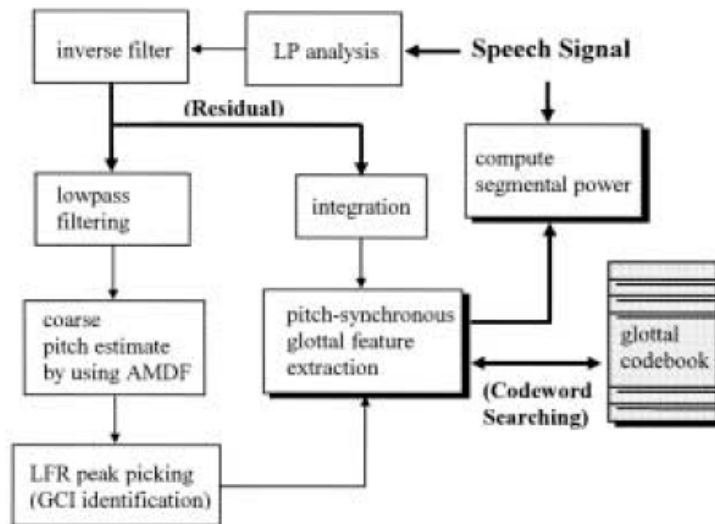 inverse filter
LP analysis
Speech Signal
(Residual)
compute
segmental power
lowpass
filtering
integration
coarse
pitch estimate
by using AMDF
pitch-synchronous
glottal feature
extraction
glottal
codebook
(Codeword
Searching)
LFR peak picking
(GCI identification)